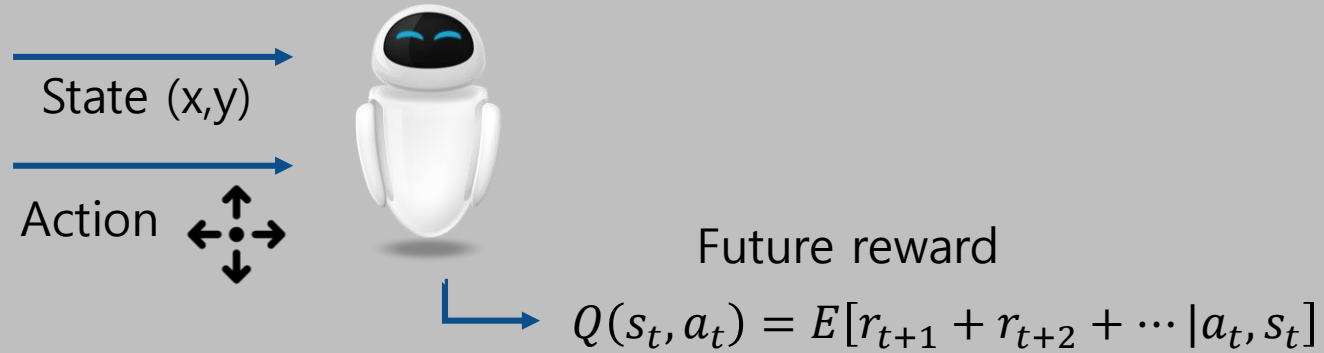 State (x,y)
Action
Future reward
Q(s_t, a_t) = E[r_{t+1} + r_{t+2} + ⋯ |a_t, s_t]